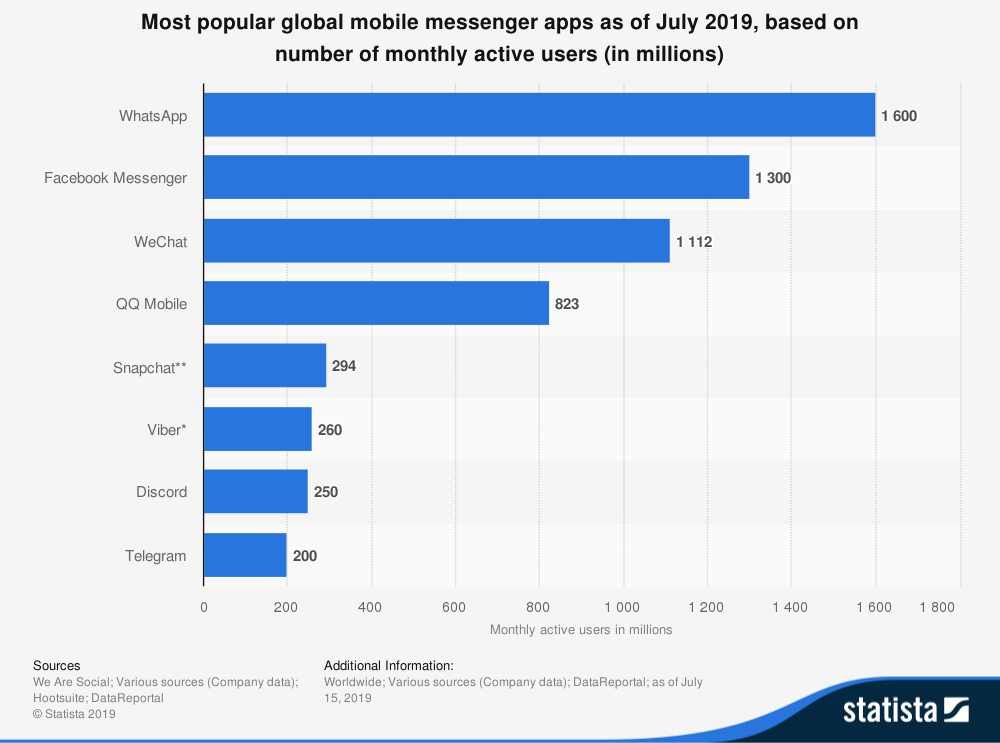 Most popular global mobile messenger apps as of July 2019, based on
number of monthly active users (in millions)
WhatsApp 1 600
Facebook Messenger 1 300
WeChat 1 112
QQ Mobile 823
Snapchat** 294
Viber* 260
Discord 250
Telegram 200
0 200 400 600 800 1 000 1 200 1 400 1 600 1 800
Monthly active users in millions
Sources
We Are Social; Various sources (Company data);
Hootsuite; DataReportal
© Statista 2019
Additional Information:
Worldwide; Various sources (Company data); DataReportal; as of July
15, 2019
statista